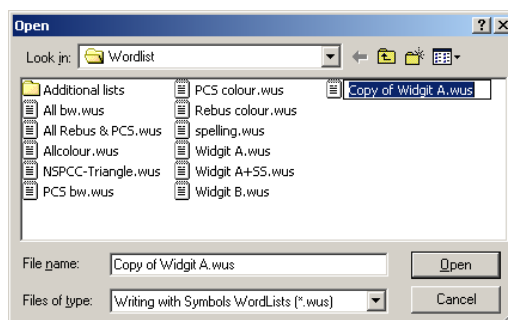 Open
Look in: Wordlist
Additional lists
All bw.wus
All Rebus & PCS.wus
Allcolour.wus
NSPCC-Triangle.wus
PCS bw.wus
PCS colour.wus
Rebus colour.wus
spelling.wus
Widgit A.wus
Widgit A+SS.wus
Widgit B.wus
Copy of Widgit A.wus
File name: Copy of Widgit A.wus
Open
Files of type: Writing with Symbols WordLists (*.wus)
Cancel